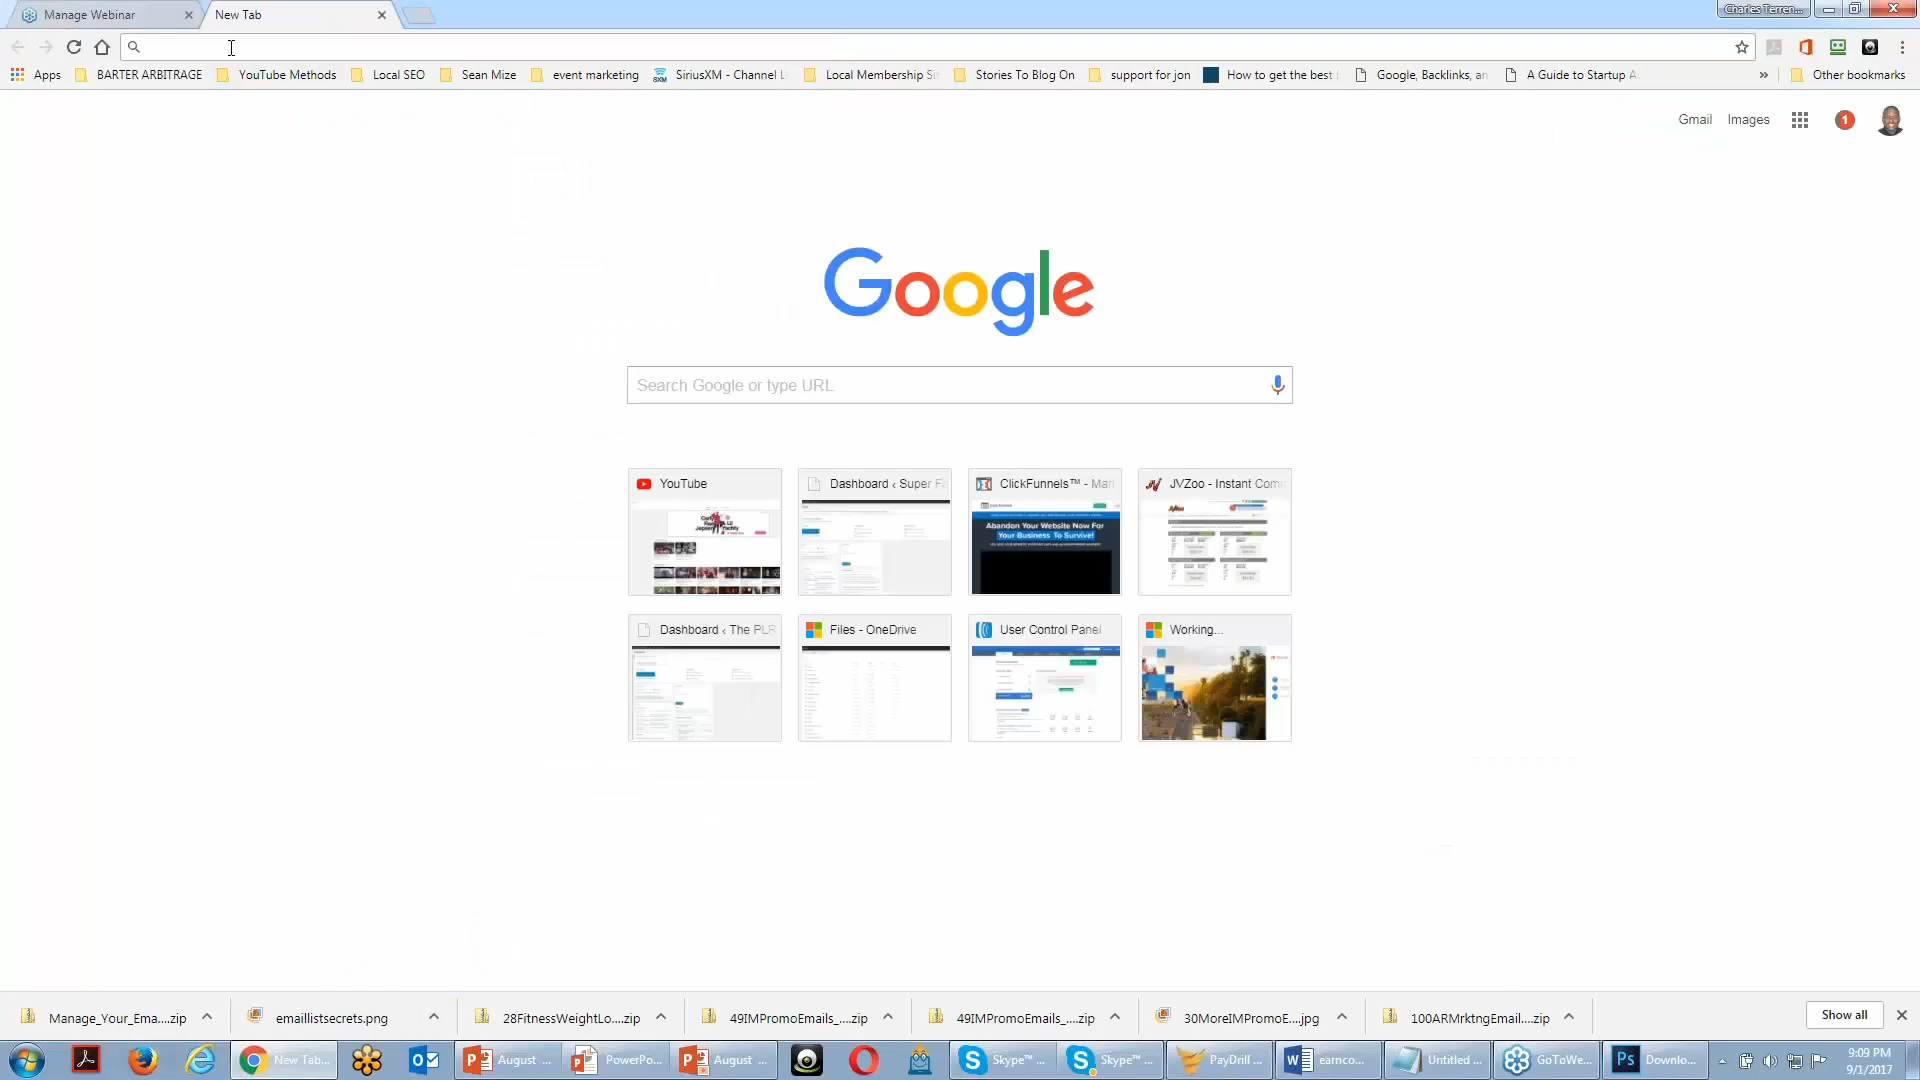 Manage Webinar
New Tab
Charles Terren...
Apps
BARTER ARBITRAGE
YouTube Methods
Local SEO
Sean Mize
event marketing
SiriusXM - Channel L
Local Membership Si
Stories To Blog On
support for jon
How to get the best
Google, Backlinks, an
A Guide to Startup A
»
Other bookmarks
Gmail
Images
1
Google
Search Google or type URL
YouTube
Dashboard ‹ Super Fa
ClickFunnels™ - Mark
JVZoo - Instant Comm
Abandon Your Website Now For
Your Business To Survive!
Dashboard ‹ The PLR
Files - OneDrive
User Control Panel
Working...
Manage_Your_Ema....zip
emaillistsecrets.png
28FitnessWeightLo....zip
49IMPromoEmails_....zip
49IMPromoEmails_....zip
30MoreIMPromoE....jpg
100ARMrktngEmail....zip
Show all
New Tab...
August ...
PowerPo...
August ...
Skype™ ...
Skype™ ...
PayDrill ...
earnco...
Untitled ...
GoToWe...
Downlo...
9:09 PM
9/1/2017